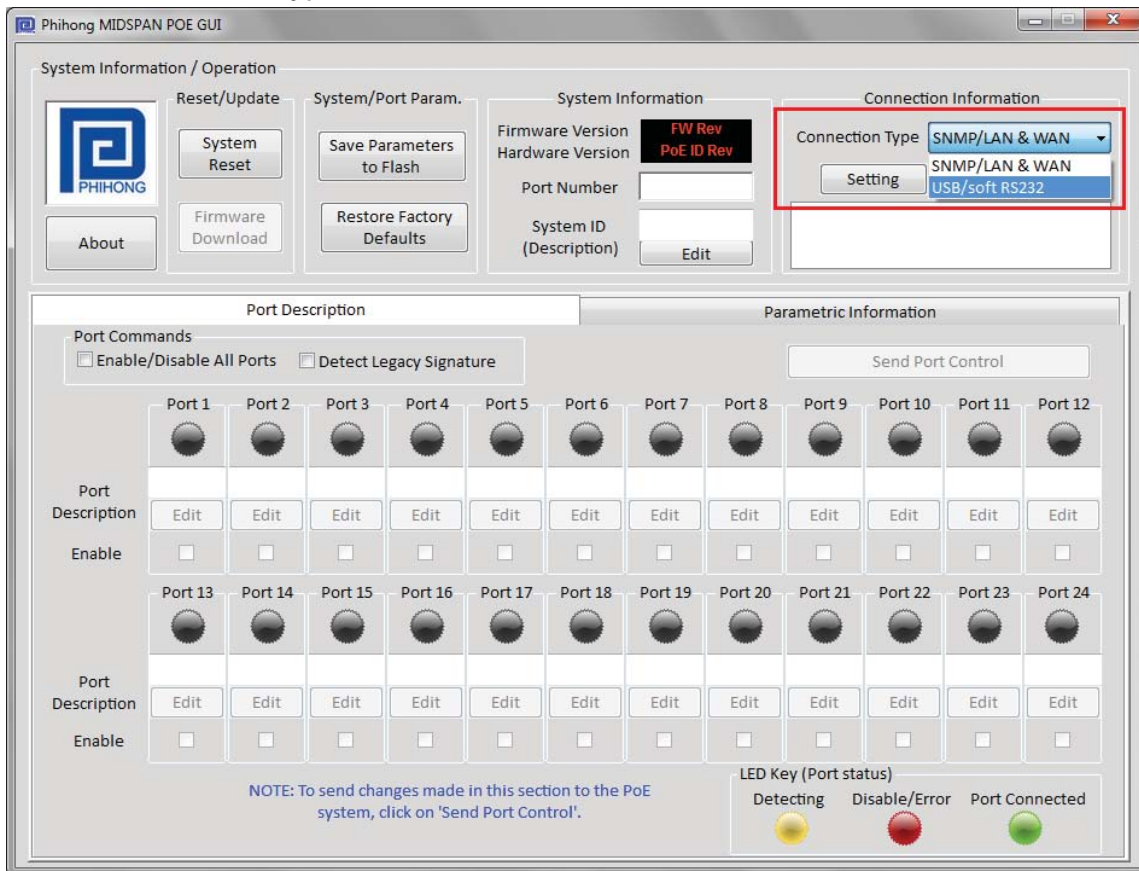 Phihong MIDSPAN POE GUI
System Information / Operation
Reset/Update
System/Port Param.
System Information
Connection Information
PHIHONG
About
System
Reset
Firmware
Download
Save Parameters
to Flash
Restore Factory
Defaults
Firmware Version
FW Rev
Hardware Version
PoE ID Rev
Port Number
System ID
(Description)
Edit
Connection Type
SNMP/LAN & WAN
SNMP/LAN & WAN
USB/soft RS232
Setting
Port Description
Parametric Information
Port Commands
Enable/Disable All Ports
Detect Legacy Signature
Send Port Control
Port 1 Port 2 Port 3 Port 4 Port 5 Port 6 Port 7 Port 8 Port 9 Port 10 Port 11 Port 12
Port
Description
Edit Edit Edit Edit Edit Edit Edit Edit Edit Edit Edit Edit
Enable
Port 13 Port 14 Port 15 Port 16 Port 17 Port 18 Port 19 Port 20 Port 21 Port 22 Port 23 Port 24
Port
Description
Edit Edit Edit Edit Edit Edit Edit Edit Edit Edit Edit Edit
Enable
NOTE: To send changes made in this section to the PoE
system, click on 'Send Port Control'.
LED Key (Port status)
Detecting Disable/Error Port Connected